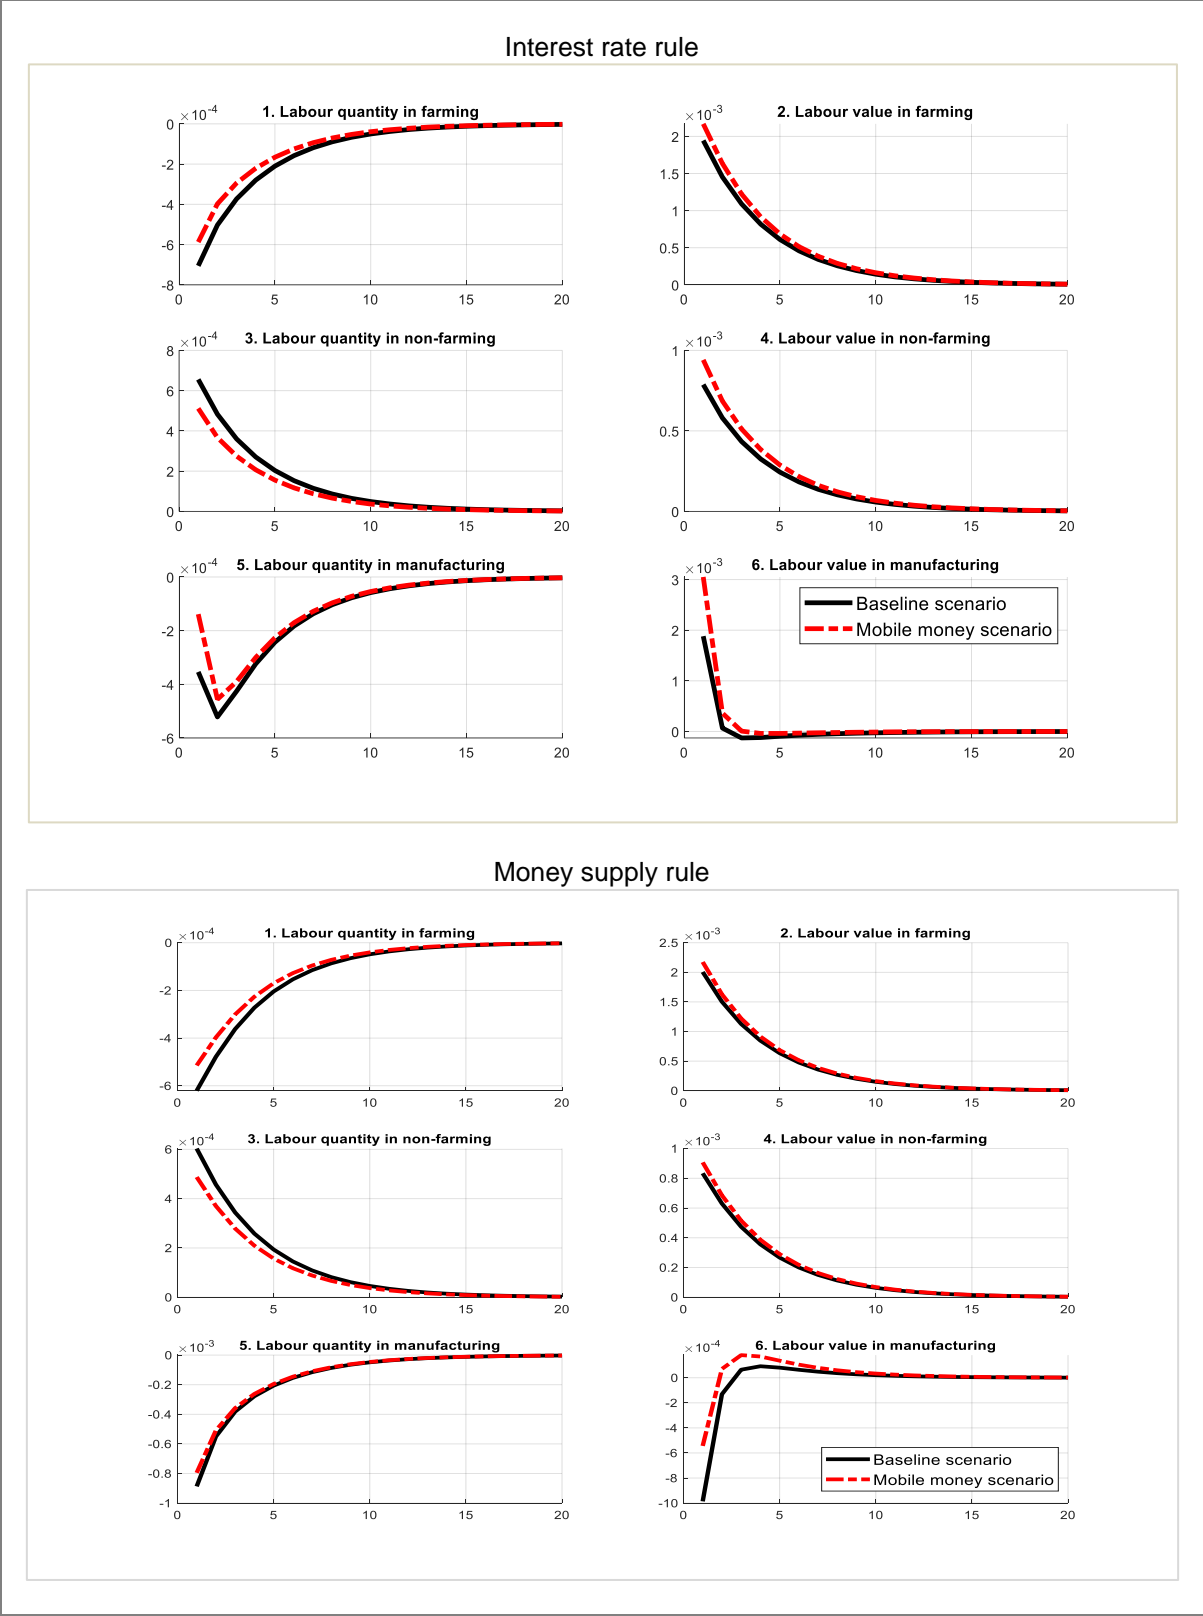 Interest rate rule
1. Labour quantity in farming
×10-4
0
-2
-4
-6
-8
0 5 10 15 20
2. Labour value in farming
×10-3
2
1.5
1
0.5
0
0 5 10 15 20
3. Labour quantity in non-farming
×10-4
8
6
4
2
0
0 5 10 15 20
4. Labour value in non-farming
×10-3
1
0.5
0
0 5 10 15 20
5. Labour quantity in manufacturing
×10-4
0
-2
-4
-6
0 5 10 15 20
6. Labour value in manufacturing
×10-3
3
2
1
0
0 5 10 15 20
Baseline scenario
Mobile money scenario
Money supply rule
1. Labour quantity in farming
×10-4
0
-2
-4
-6
0 5 10 15 20
2. Labour value in farming
×10-3
2.5
2
1.5
1
0.5
0
0 5 10 15 20
3. Labour quantity in non-farming
×10-4
6
4
2
0
0 5 10 15 20
4. Labour value in non-farming
×10-3
1
0.8
0.6
0.4
0.2
0
0 5 10 15 20
5. Labour quantity in manufacturing
×10-3
0
-0.2
-0.4
-0.6
-0.8
-1
0 5 10 15 20
6. Labour value in manufacturing
×10-4
0
-2
-4
-6
-8
-10
0 5 10 15 20
Baseline scenario
Mobile money scenario